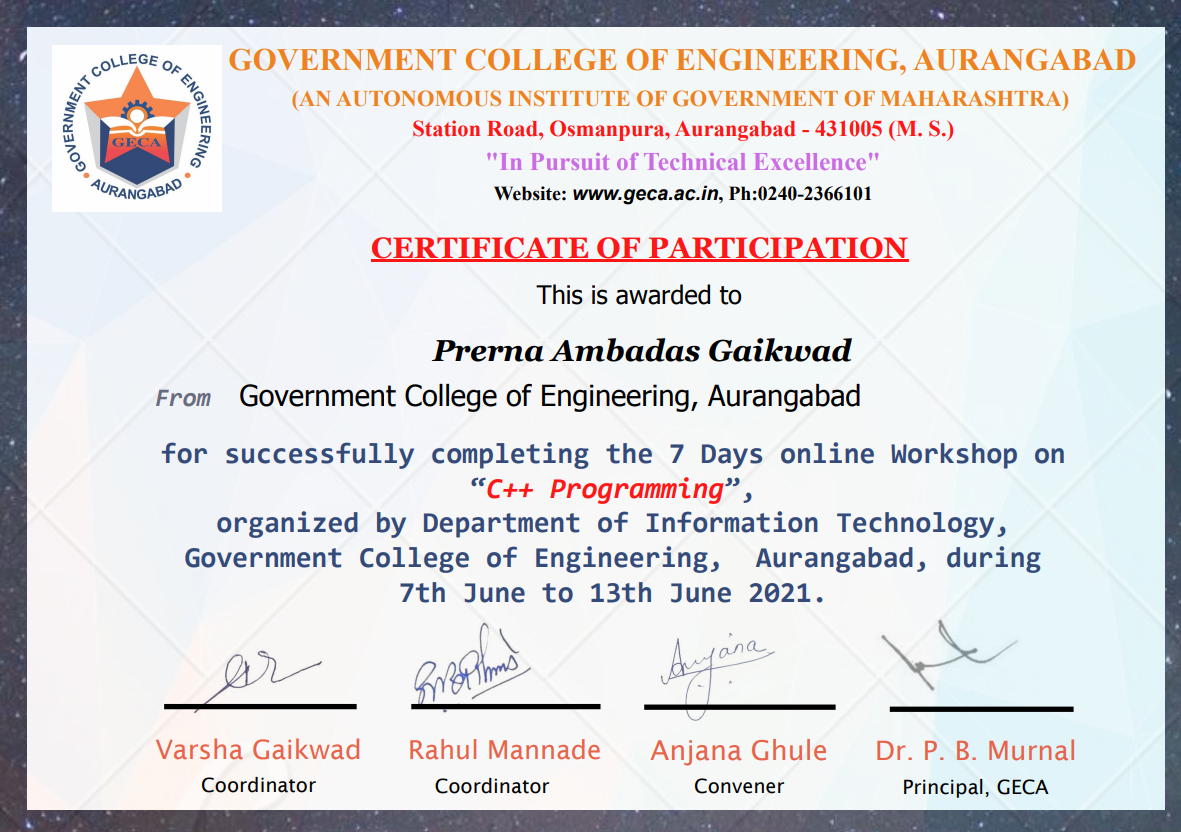 GOVERNMENT COLLEGE OF ENGINEERING
GECA
• AURANGABAD •
GOVERNMENT COLLEGE OF ENGINEERING, AURANGABAD
(AN AUTONOMOUS INSTITUTE OF GOVERNMENT OF MAHARASHTRA)
Station Road, Osmanpura, Aurangabad - 431005 (M. S.)
"In Pursuit of Technical Excellence"
Website: www.geca.ac.in, Ph:0240-2366101
CERTIFICATE OF PARTICIPATION
This is awarded to
Prerna Ambadas Gaikwad
From Government College of Engineering, Aurangabad
for successfully completing the 7 Days online Workshop on
“C++ Programming”,
organized by Department of Information Technology,
Government College of Engineering, Aurangabad, during
7th June to 13th June 2021.
Anjana
Varsha Gaikwad Rahul Mannade Anjana Ghule Dr. P. B. Murnal
Coordinator Coordinator Convener Principal, GECA